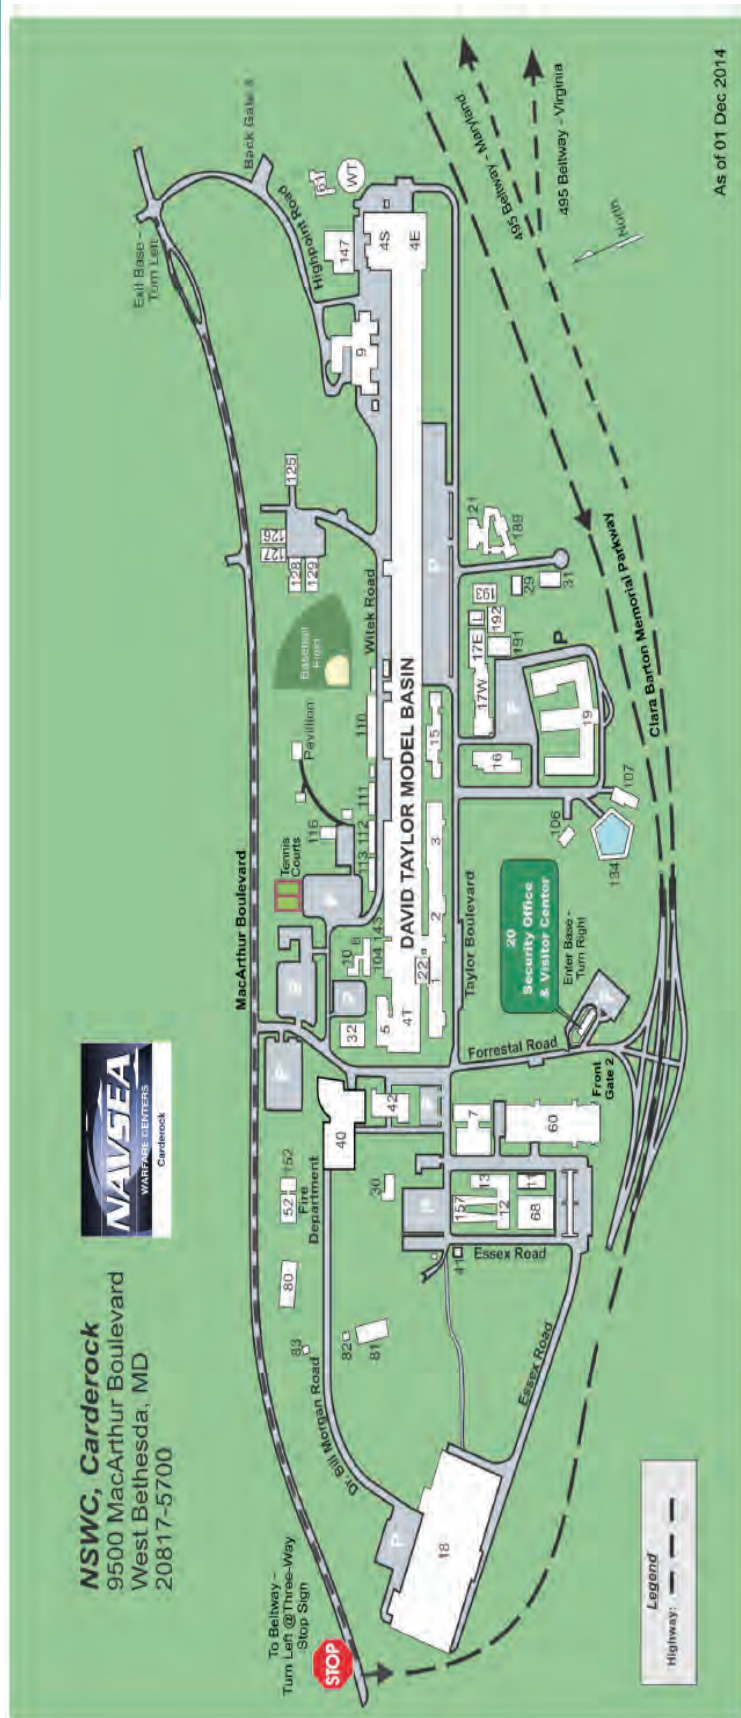 NSWC, Carderock
9500 MacArthur Boulevard
West Bethesda, MD
20817-5700
NAVSEA
WARFARE CENTERS
Carderock
Exit Base -
Turn Left
Back Gate 3
MacArthur Boulevard
To Beltway -
Turn Left @Three-Way
Stop Sign
STOP
80
83
82
81
52
152
Fire
Department
Dr. Bill Morgan Road
30
40
42
P
P
P
32
P
10
8
104
143
P
Tennis
Courts
116
113
112
111
110
Pavillion
Baseball
Field
Witek Road
127
126
128
129
125
9
Highpoint Road
147
61
WT
4S
4E
5
4T
22
1
2
3
15
DAVID TAYLOR MODEL BASIN
P
Taylor Boulevard
18
P
Essex Road
Essex Road
41
P
157
13
12
68
11
7
60
Forrestal Road
Front
Gate 2
20
Security Office
& Visitor Center
Enter Base -
Turn Right
P
106
134
107
16
P
19
P
17W
17E
L
191
192
193
29
31
21
189
Clara Barton Memorial Parkway
495 Beltway - Maryland
495 Beltway - Virginia
North
Legend
Highway:
As of 01 Dec 2014